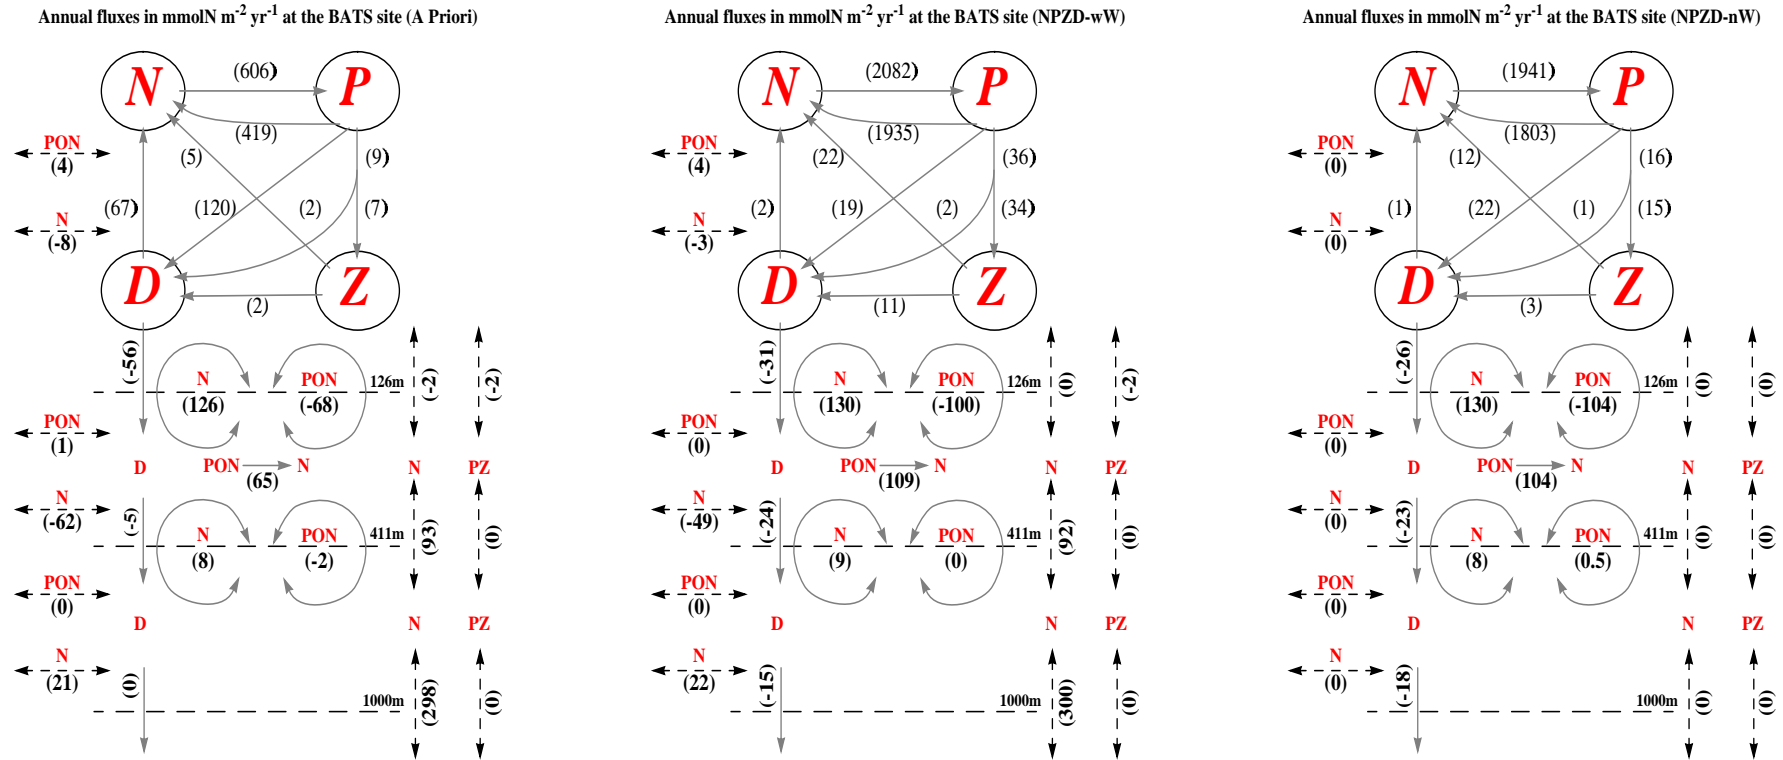 Annual fluxes in mmolN m-2 yr-1 at the BATS site (A Priori)
N
(606)
P
(419)
PON
(4)
(5)
(9)
N
(-8)
(67)
(120)
(2)
(7)
D
(2)
Z
(-56)
N
(126)
PON
(-68)
126m
(-2)
(-2)
PON
(1)
D
PON
N
(65)
N
PZ
N
(-62)
(-5)
N
(8)
PON
(-2)
411m
(93)
(0)
PON
(0)
D
N
PZ
N
(21)
(0)
1000m
(298)
(0)
Annual fluxes in mmolN m-2 yr-1 at the BATS site (NPZD-wW)
N
(2082)
P
(1935)
PON
(4)
(22)
(36)
N
(-3)
(2)
(19)
(2)
(34)
D
(11)
Z
(-31)
N
(130)
PON
(-100)
126m
(0)
(-2)
PON
(0)
D
PON
N
(109)
N
PZ
N
(-49)
(-24)
N
(9)
PON
(0)
411m
(92)
(0)
PON
(0)
D
N
PZ
N
(22)
(-15)
1000m
(300)
(0)
Annual fluxes in mmolN m-2 yr-1 at the BATS site (NPZD-nW)
N
(1941)
P
(1803)
PON
(0)
(12)
(16)
N
(0)
(1)
(22)
(1)
(15)
D
(3)
Z
(-26)
N
(130)
PON
(-104)
126m
(0)
(0)
PON
(0)
D
PON
N
(104)
N
PZ
N
(0)
(-23)
N
(8)
PON
(0.5)
411m
(0)
(0)
PON
(0)
D
N
PZ
N
(0)
(-18)
1000m
(0)
(0)